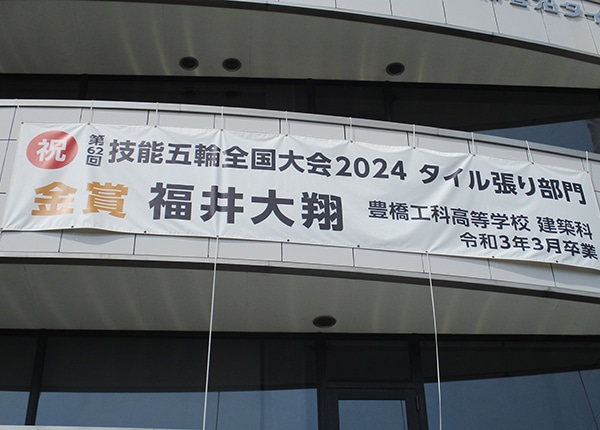 祝 第62回 技能五輪全国大会2024 タイル張り部門
金賞 福井大翔 豊橋工科高等学校 建築科
令和3年3月卒業